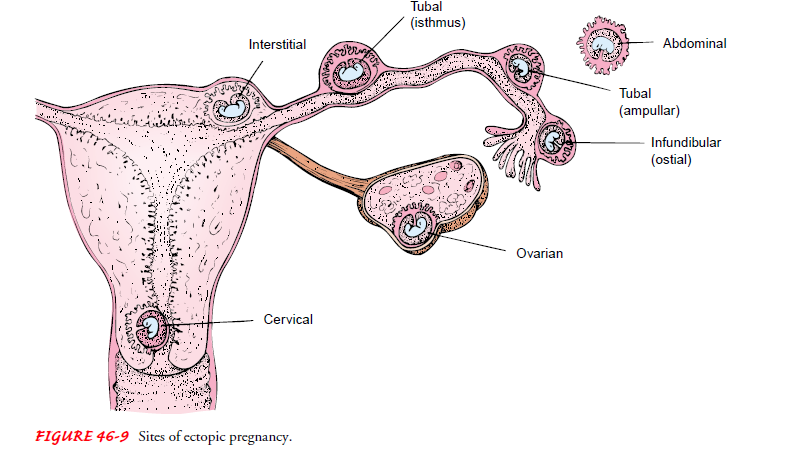 Tubal
(isthmus)
Interstitial
Abdominal
Tubal
(ampullar)
Infundibular
(ostial)
Ovarian
Cervical
FIGURE 46-9 Sites of ectopic pregnancy.